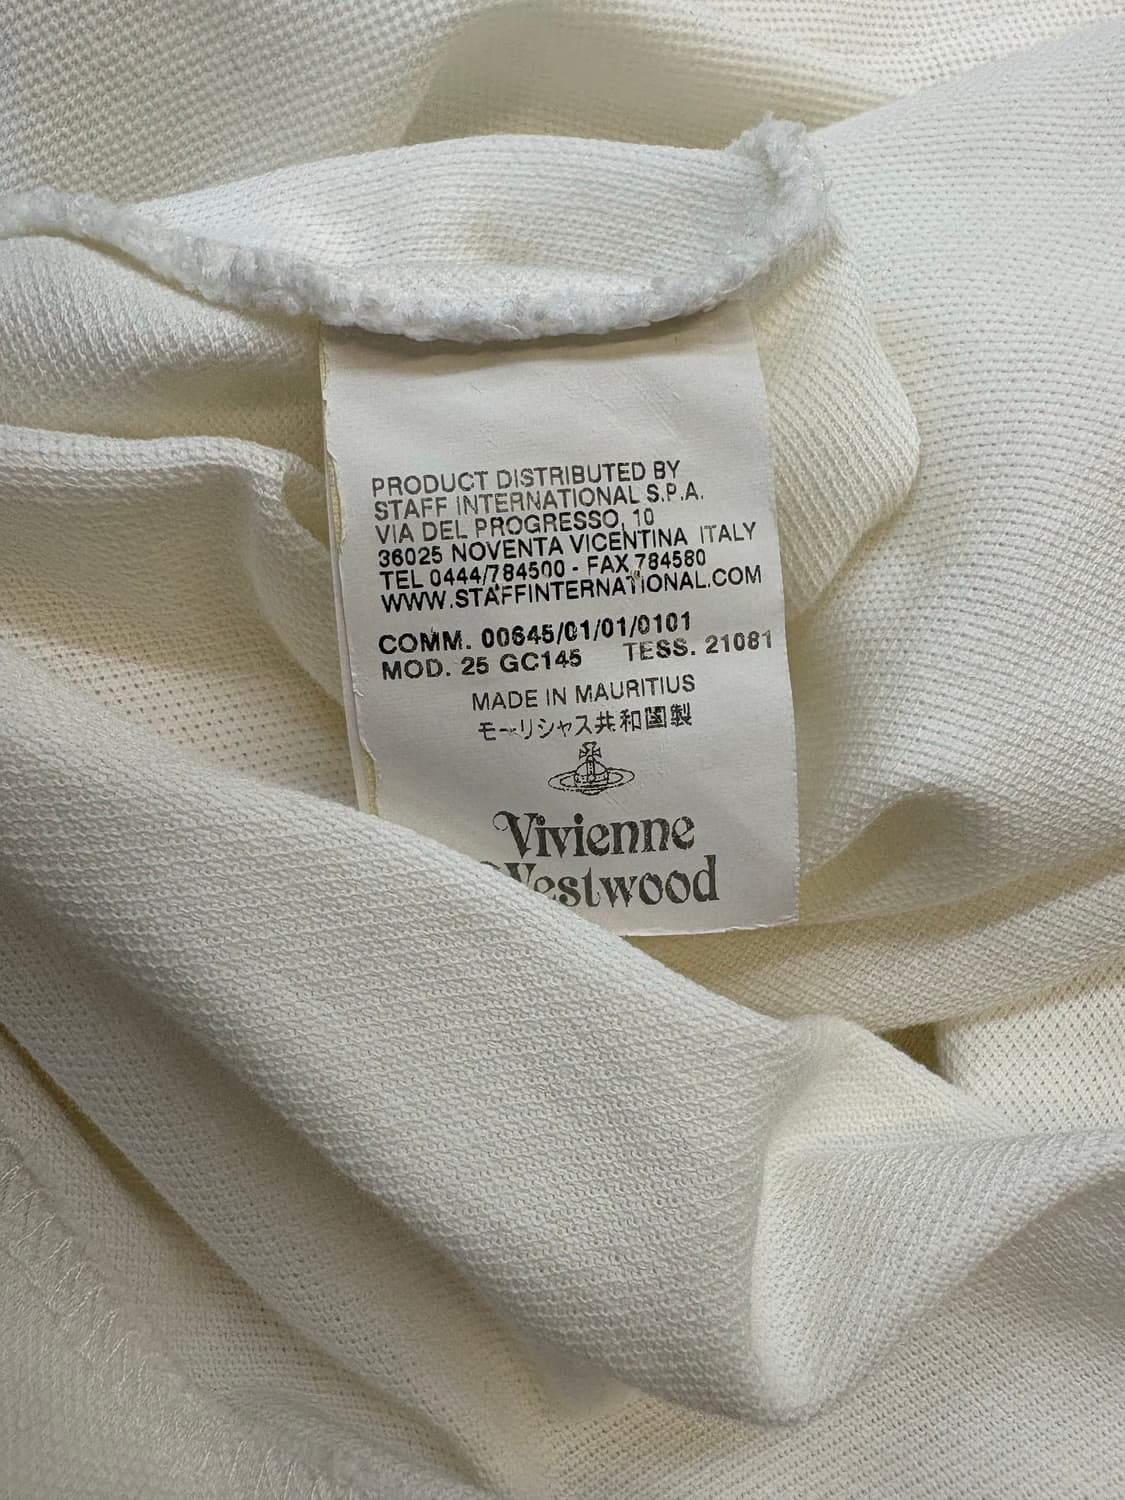 PRODUCT DISTRIBUTED BY
STAFF INTERNATIONAL S.P.A.
VIA DEL PROGRESSO, 10
36025 NOVENTA VICENTINA ITALY
TEL 0444/784500 - FAX 784580
WWW.STAFFINTERNATIONAL.COM
COMM. 00645/01/01/0101
MOD. 25 GC145 TESS. 21081
MADE IN MAURITIUS
モーリシャス共和国製
Vivienne
Westwood